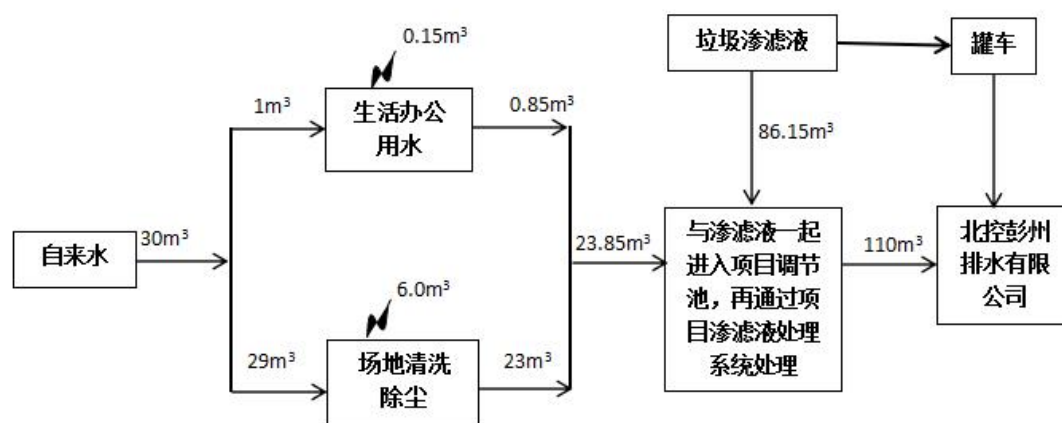 0.15m³
垃圾渗滤液
罐车
1m³
生活办公
用水
0.85m³
86.15m³
自来水
30m³
23.85m³
与渗滤液一起
进入项目调节
池，再通过项
目渗滤液处理
系统处理
110m³
北控彭州
排水有限
公司
6.0m³
29m³
场地清洗
除尘
23m³